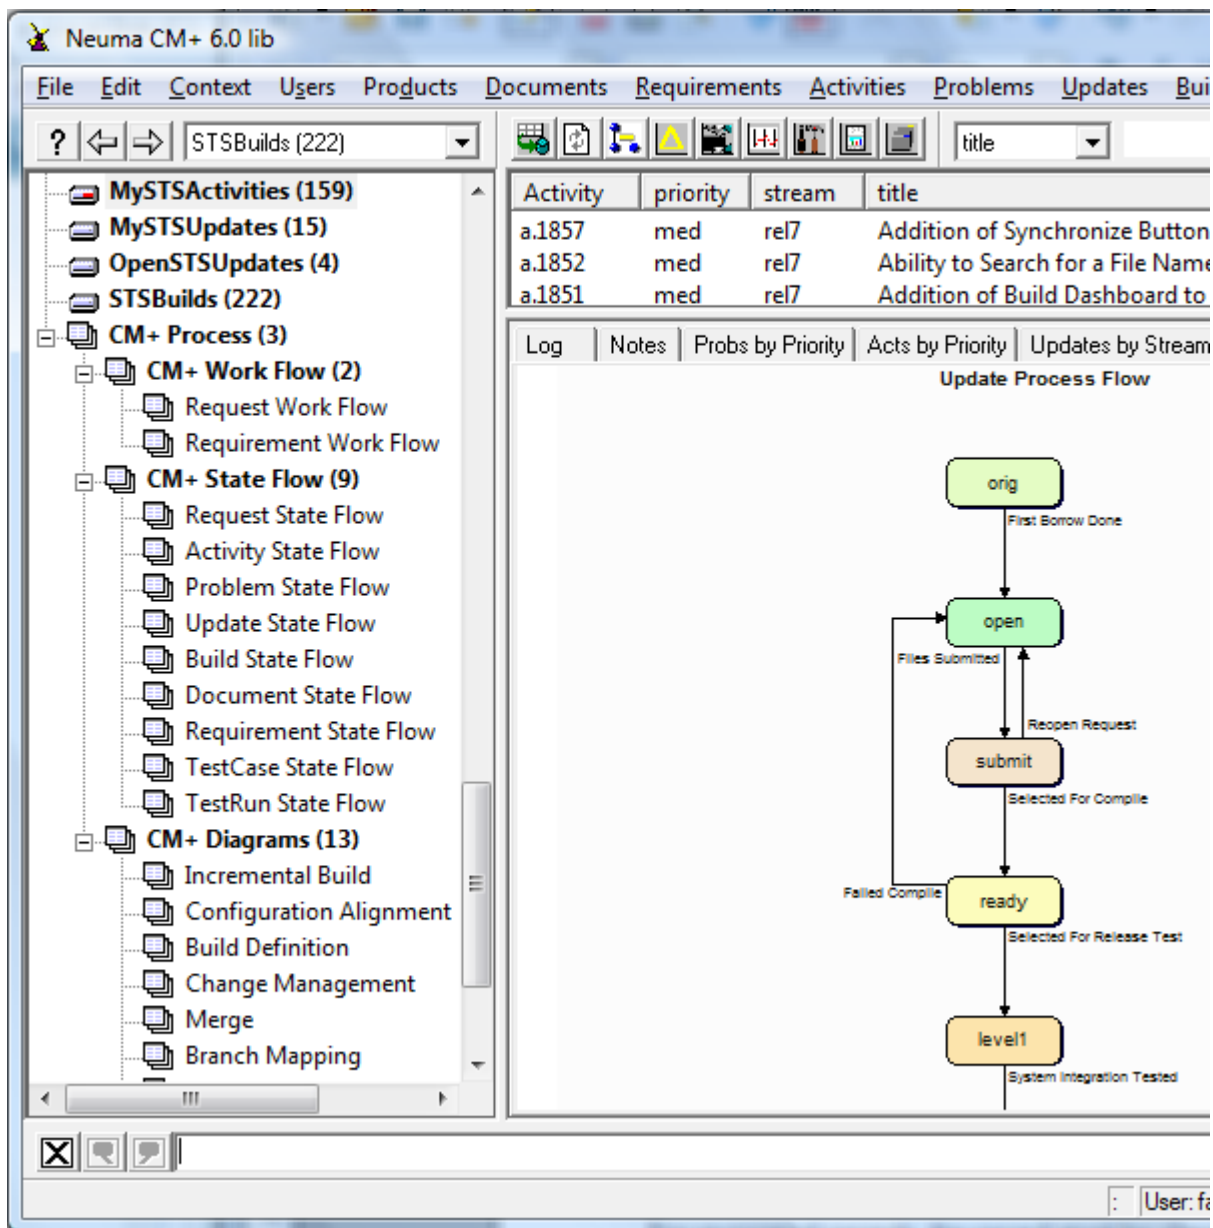 Neuma CM+ 6.0 lib
File Edit Context Users Products Documents Requirements Activities Problems Updates Bui
? STSBuilds (222) title
MySTSActivities (159)
MySTSUpdates (15)
OpenSTSUpdates (4)
STSBuilds (222)
CM+ Process (3)
CM+ Work Flow (2)
Request Work Flow
Requirement Work Flow
CM+ State Flow (9)
Request State Flow
Activity State Flow
Problem State Flow
Update State Flow
Build State Flow
Document State Flow
Requirement State Flow
TestCase State Flow
TestRun State Flow
CM+ Diagrams (13)
Incremental Build
Configuration Alignment
Build Definition
Change Management
Merge
Branch Mapping
Activity priority stream title
a.1857 med rel7 Addition of Synchronize Button
a.1852 med rel7 Ability to Search for a File Name
a.1851 med rel7 Addition of Build Dashboard to
Log Notes Probs by Priority Acts by Priority Updates by Stream
Update Process Flow
orig
First Borrow Done
open
Files Submitted
Reopen Request
submit
Selected For Compile
Failed Compile
ready
Selected For Release Test
level1
System Integration Tested
: User: fa